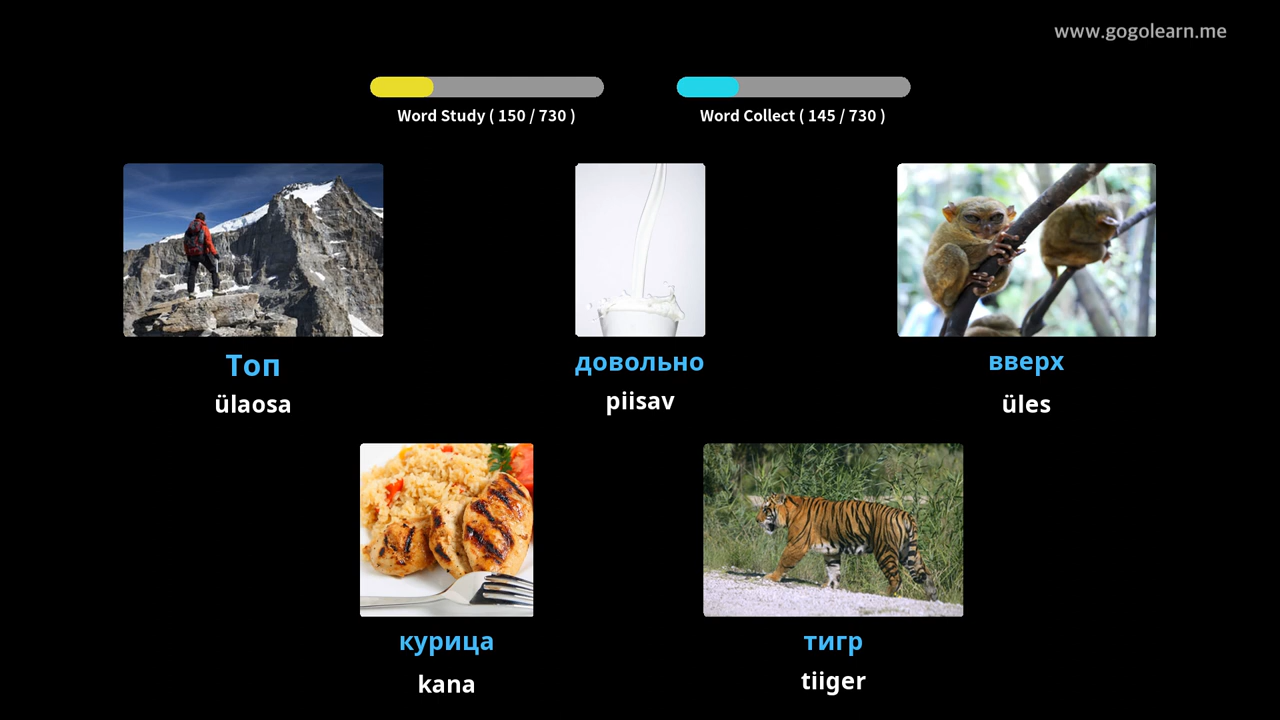 www.gogolearn.me
Word Study ( 150 / 730 )
Word Collect ( 145 / 730 )
Топ
ülaosa
довольно
piisav
вверх
üles
курица
kana
тигр
tiiger